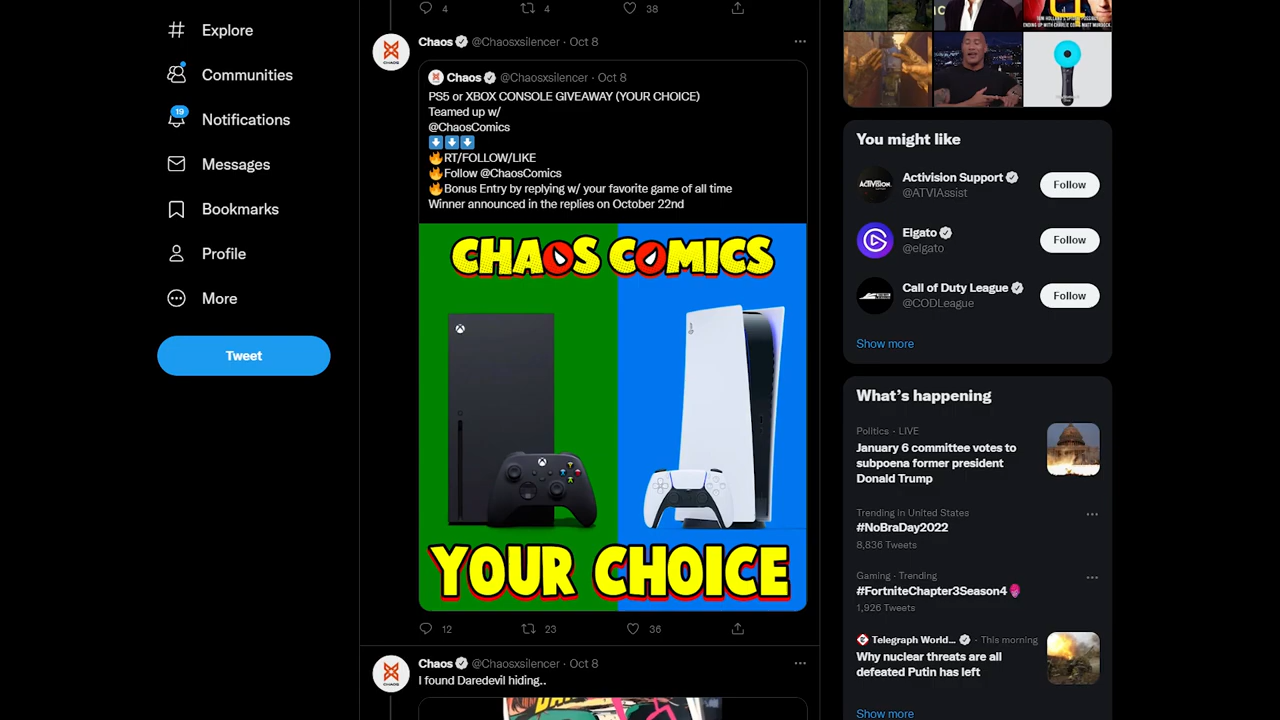 Explore
Communities
19
Notifications
Messages
Bookmarks
Profile
More
Tweet
4 4 38
Chaos @Chaosxsilencer · Oct 8
CHAOS
Chaos @Chaosxsilencer · Oct 8
PS5 or XBOX CONSOLE GIVEAWAY (YOUR CHOICE)
Teamed up w/
@ChaosComics
⬇️⬇️⬇️
🔥RT/FOLLOW/LIKE
🔥Follow @ChaosComics
🔥Bonus Entry by replying w/ your favorite game of all time
Winner announced in the replies on October 22nd
CHAOS COMICS
YOUR CHOICE
12 23 36
Chaos @Chaosxsilencer · Oct 8
CHAOS
I found Daredevil hiding..
You might like
Activision Support
@ATVIAssist
Follow
Elgato
@elgato
Follow
Call of Duty League
@CODLeague
Follow
Show more
What's happening
Politics · LIVE
January 6 committee votes to
subpoena former president
Donald Trump
Trending in United States
#NoBraDay2022
8,836 Tweets
Gaming · Trending
#FortniteChapter3Season4
1,926 Tweets
Telegraph World... · This morning
Why nuclear threats are all
defeated Putin has left
Show more